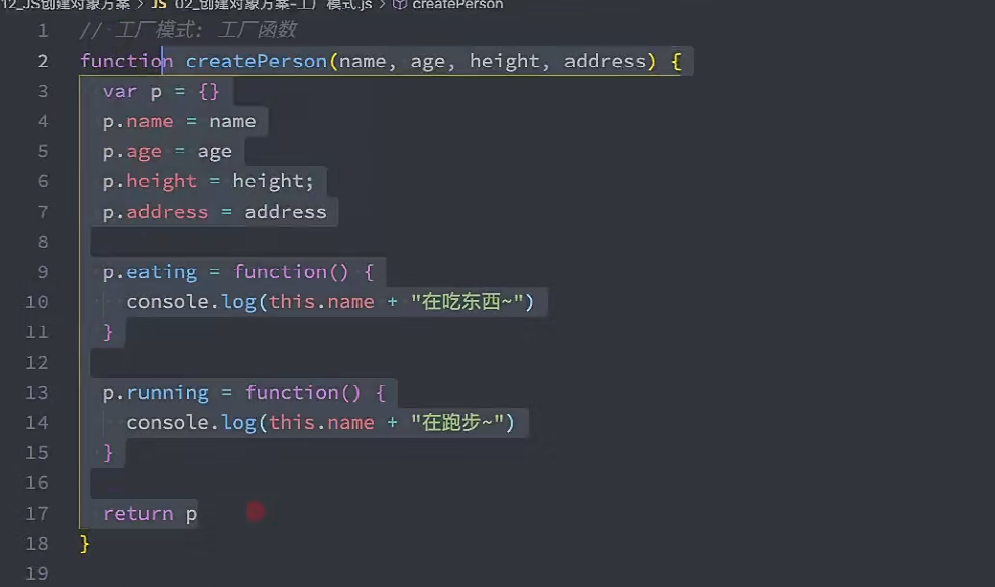 12_JS创建对象方案 > JS 02_创建对象方案-工厂模式.js > createPerson
1 // 工厂模式: 工厂函数
2 function createPerson(name, age, height, address) {
3 var p = {}
4 p.name = name
5 p.age = age
6 p.height = height;
7 p.address = address
8
9 p.eating = function() {
10 console.log(this.name + "在吃东西~")
11 }
12
13 p.running = function() {
14 console.log(this.name + "在跑步~")
15 }
16
17 return p
18 }
19